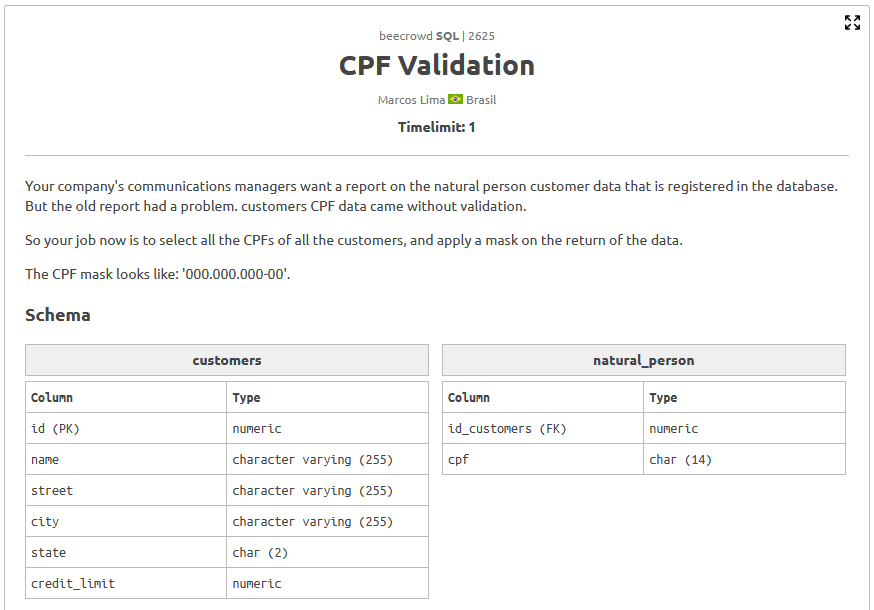 beecrowd SQL | 2625
CPF Validation
Marcos Lima Brasil
Timelimit: 1
Your company's communications managers want a report on the natural person customer data that is registered in the database.
But the old report had a problem. customers CPF data came without validation.
So your job now is to select all the CPFs of all the customers, and apply a mask on the return of the data.
The CPF mask looks like: '000.000.000-00'.
Schema
customers
Column Type
id (PK) numeric
name character varying (255)
street character varying (255)
city character varying (255)
state char (2)
credit_limit numeric
natural_person
Column Type
id_customers (FK) numeric
cpf char (14)